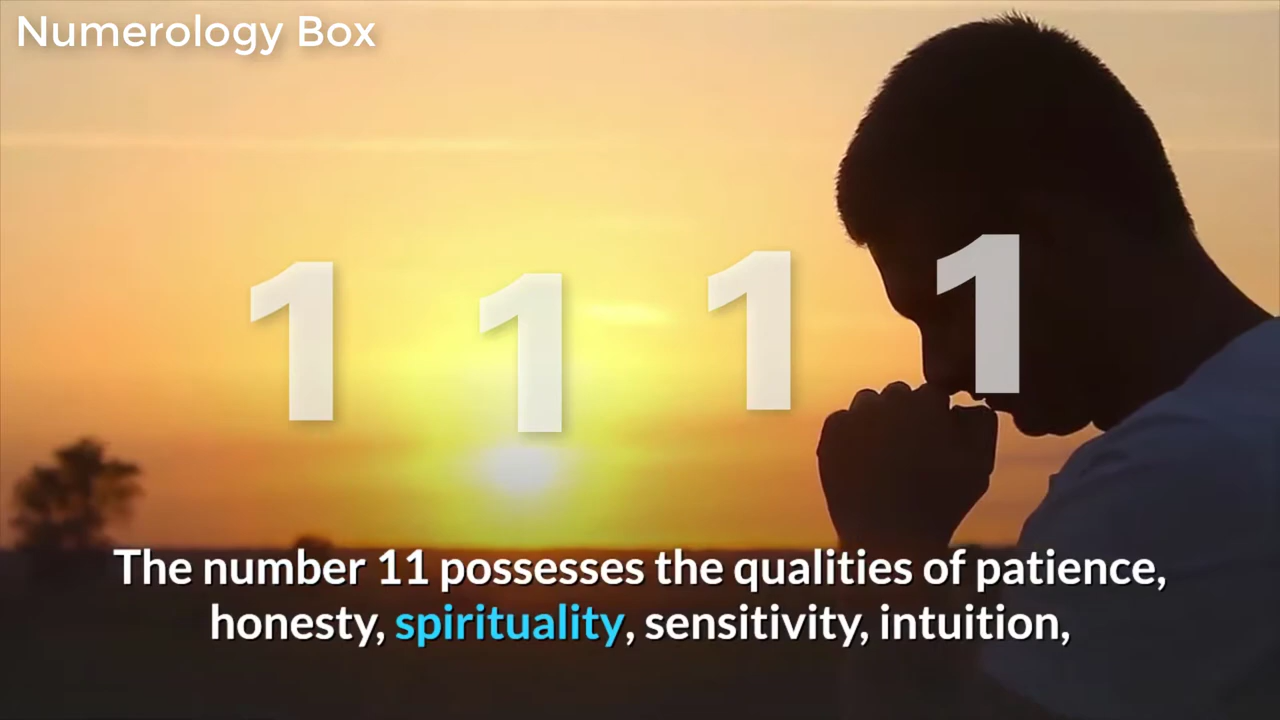 Numerology Box
1 1 1 1
The number 11 possesses the qualities of patience,
honesty, spirituality, sensitivity, intuition,